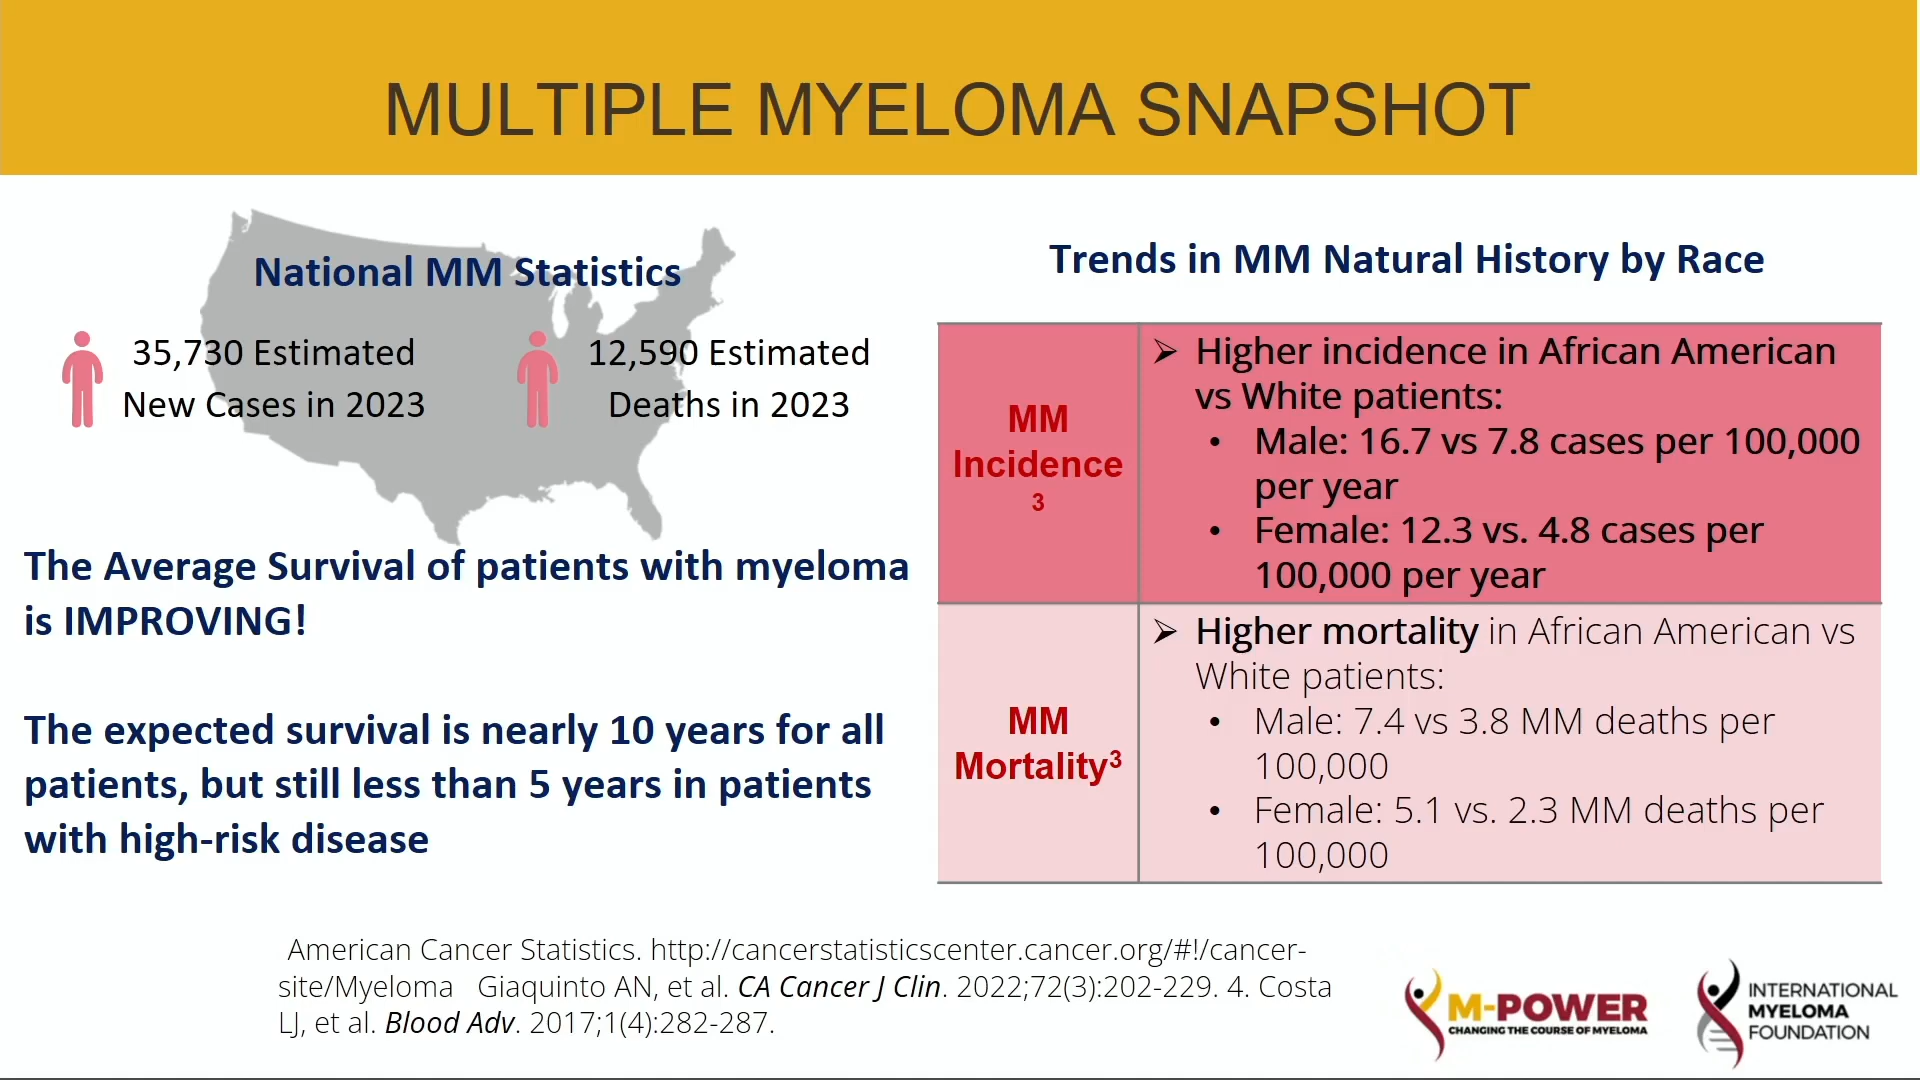 MULTIPLE MYELOMA SNAPSHOT
National MM Statistics
35,730 Estimated
New Cases in 2023
12,590 Estimated
Deaths in 2023
The Average Survival of patients with myeloma
is IMPROVING!
The expected survival is nearly 10 years for all
patients, but still less than 5 years in patients
with high-risk disease
Trends in MM Natural History by Race
MM
Incidence
3
➢ Higher incidence in African American
vs White patients:
• Male: 16.7 vs 7.8 cases per 100,000
per year
• Female: 12.3 vs. 4.8 cases per
100,000 per year
MM
Mortality³
➢ Higher mortality in African American vs
White patients:
• Male: 7.4 vs 3.8 MM deaths per
100,000
• Female: 5.1 vs. 2.3 MM deaths per
100,000
American Cancer Statistics. http://cancerstatisticscenter.cancer.org/#!/cancer-
site/Myeloma Giaquinto AN, et al. CA Cancer J Clin. 2022;72(3):202-229. 4. Costa
LJ, et al. Blood Adv. 2017;1(4):282-287.
M-POWER
CHANGING THE COURSE OF MYELOMA
INTERNATIONAL
MYELOMA
FOUNDATION